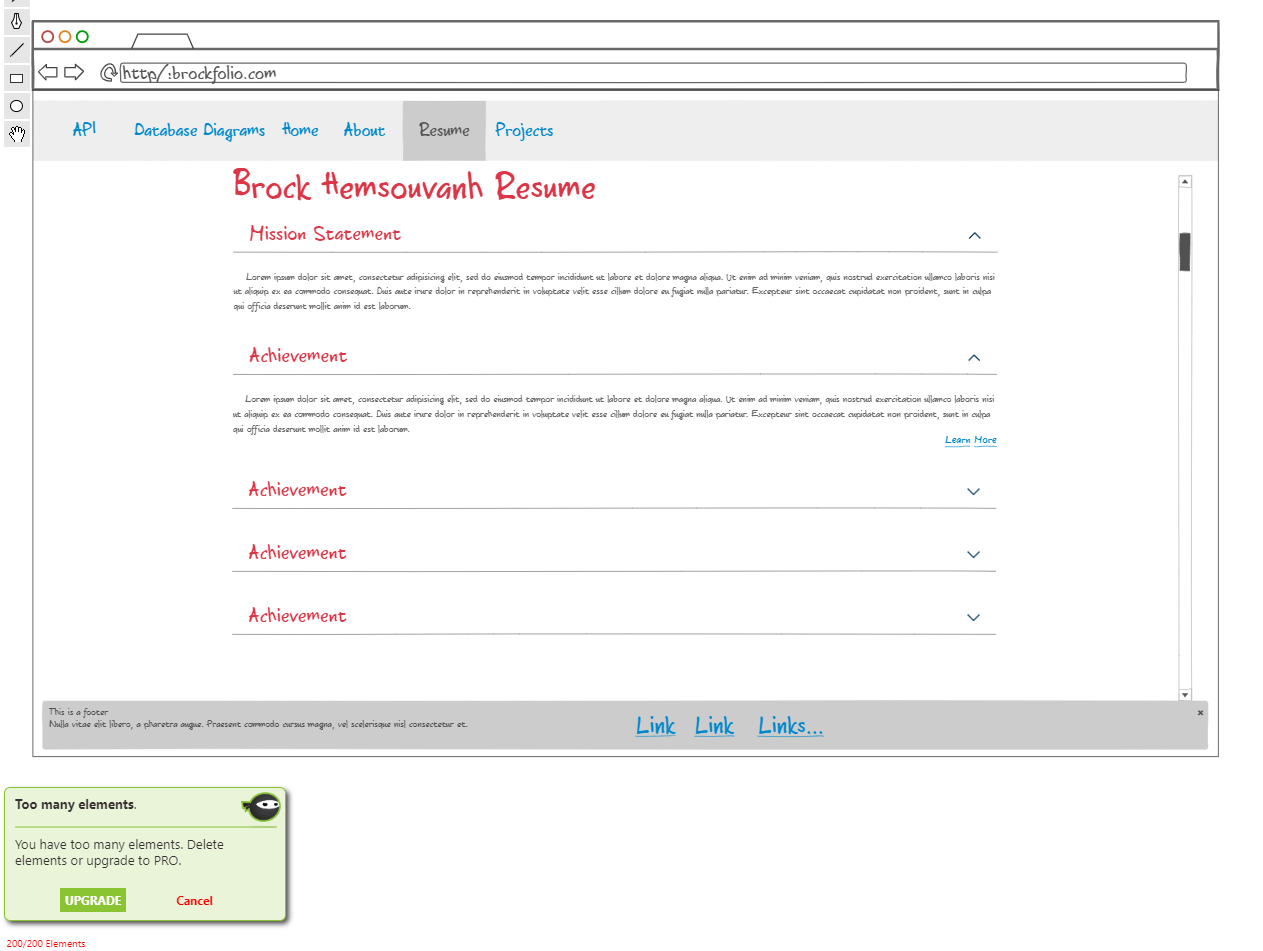 http/:brockfolio.com
API Database Diagrams Home About Resume Projects
Brock Hemsouvanh Resume
Mission Statement
Lorem ipsum dolor sit amet, consectetur adipisicing elit, sed do eiusmod tempor incididunt ut labore et dolore magna aliqua. Ut enim ad minim veniam, quis nostrud exercitation ullamco laboris nisi
ut aliquip ex ea commodo consequat. Duis aute irure dolor in reprehenderit in voluptate velit esse cillum dolore eu fugiat nulla pariatur. Excepteur sint occaecat cupidatat non proident, sunt in culpa
qui officia deserunt mollit anim id est laborum.
Achievement
Lorem ipsum dolor sit amet, consectetur adipisicing elit, sed do eiusmod tempor incididunt ut labore et dolore magna aliqua. Ut enim ad minim veniam, quis nostrud exercitation ullamco laboris nisi
ut aliquip ex ea commodo consequat. Duis aute irure dolor in reprehenderit in voluptate velit esse cillum dolore eu fugiat nulla pariatur. Excepteur sint occaecat cupidatat non proident, sunt in culpa
qui officia deserunt mollit anim id est laborum.
Learn More
Achievement
Achievement
Achievement
This is a footer
Nulla vitae elit libero, a pharetra augue. Praesent commodo cursus magna, vel scelerisque nisl consectetur et.
Link Link Links...
Too many elements.
You have too many elements. Delete
elements or upgrade to PRO.
UPGRADE Cancel
200/200 Elements